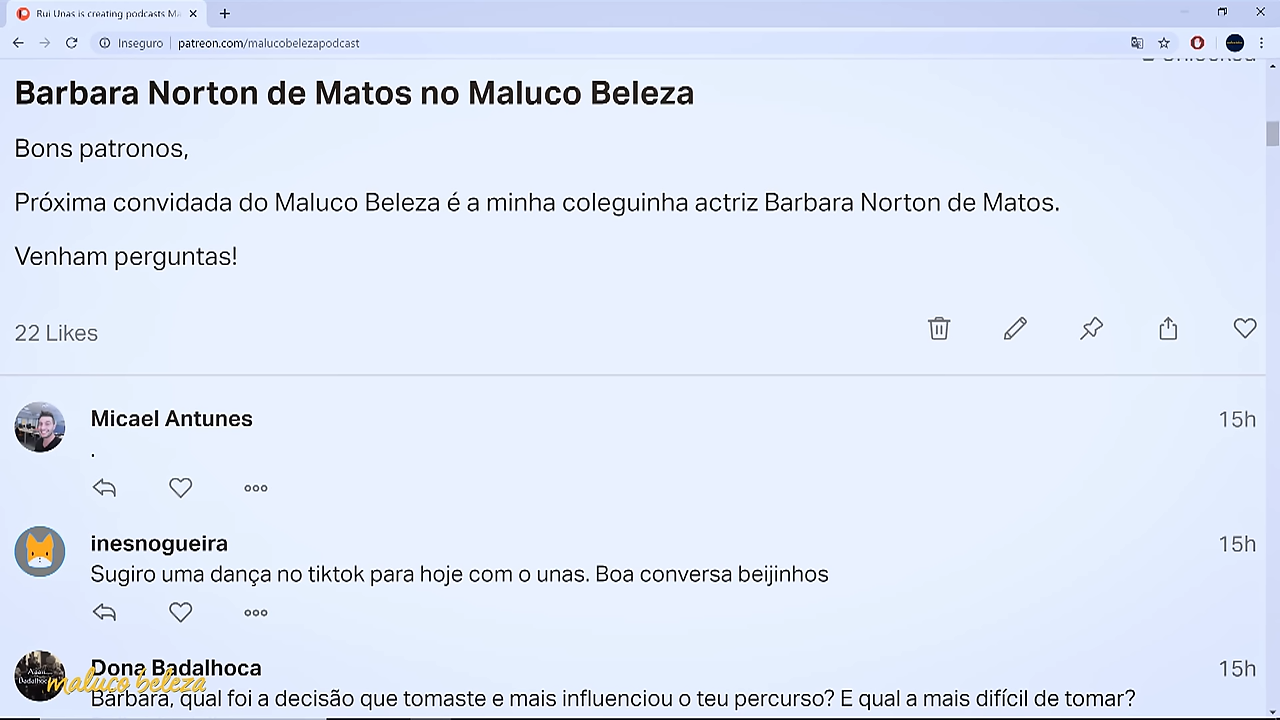 Rui Unas is creating podcasts Ma
Inseguro
patreon.com/malucobelezapodcast
Unlocked
Barbara Norton de Matos no Maluco Beleza
Bons patronos,
Próxima convidada do Maluco Beleza é a minha coleguinha actriz Barbara Norton de Matos.
Venham perguntas!
22 Likes
Micael Antunes
15h
.
inesnogueira
15h
Sugiro uma dança no tiktok para hoje com o unas. Boa conversa beijinhos
Dona Badalhoca
15h
maluco beleza
Barbara, qual foi a decisão que tomaste e mais influenciou o teu percurso? E qual a mais difícil de tomar?